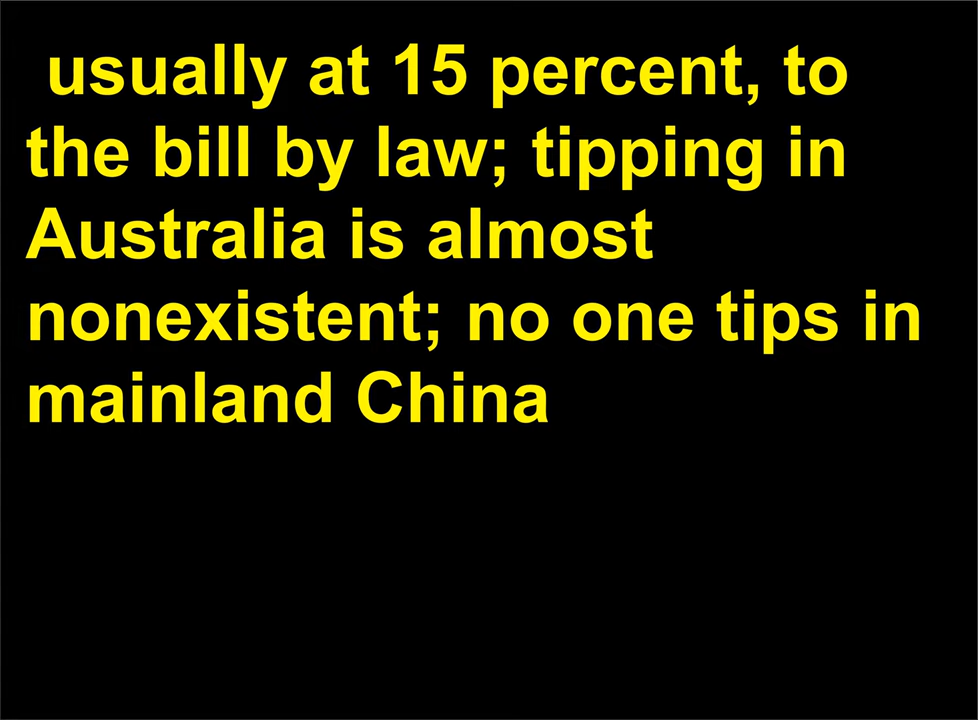 usually at 15 percent, to
the bill by law; tipping in
Australia is almost
nonexistent; no one tips in
mainland China